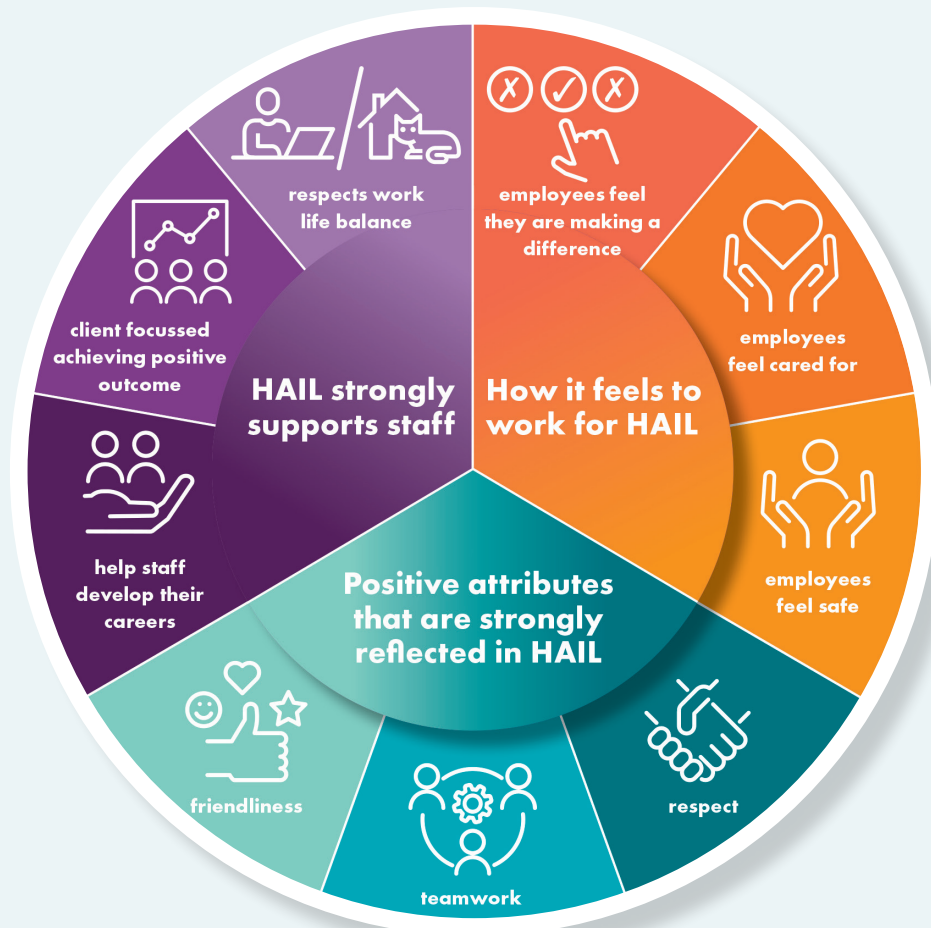 respects work
life balance
employees feel
they are making a
difference
employees
feel cared for
employees
feel safe
respect
teamwork
friendliness
help staff
develop their
careers
client focussed
achieving positive
outcome
HAIL strongly
supports staff
How it feels to
work for HAIL
Positive attributes
that are strongly
reflected in HAIL